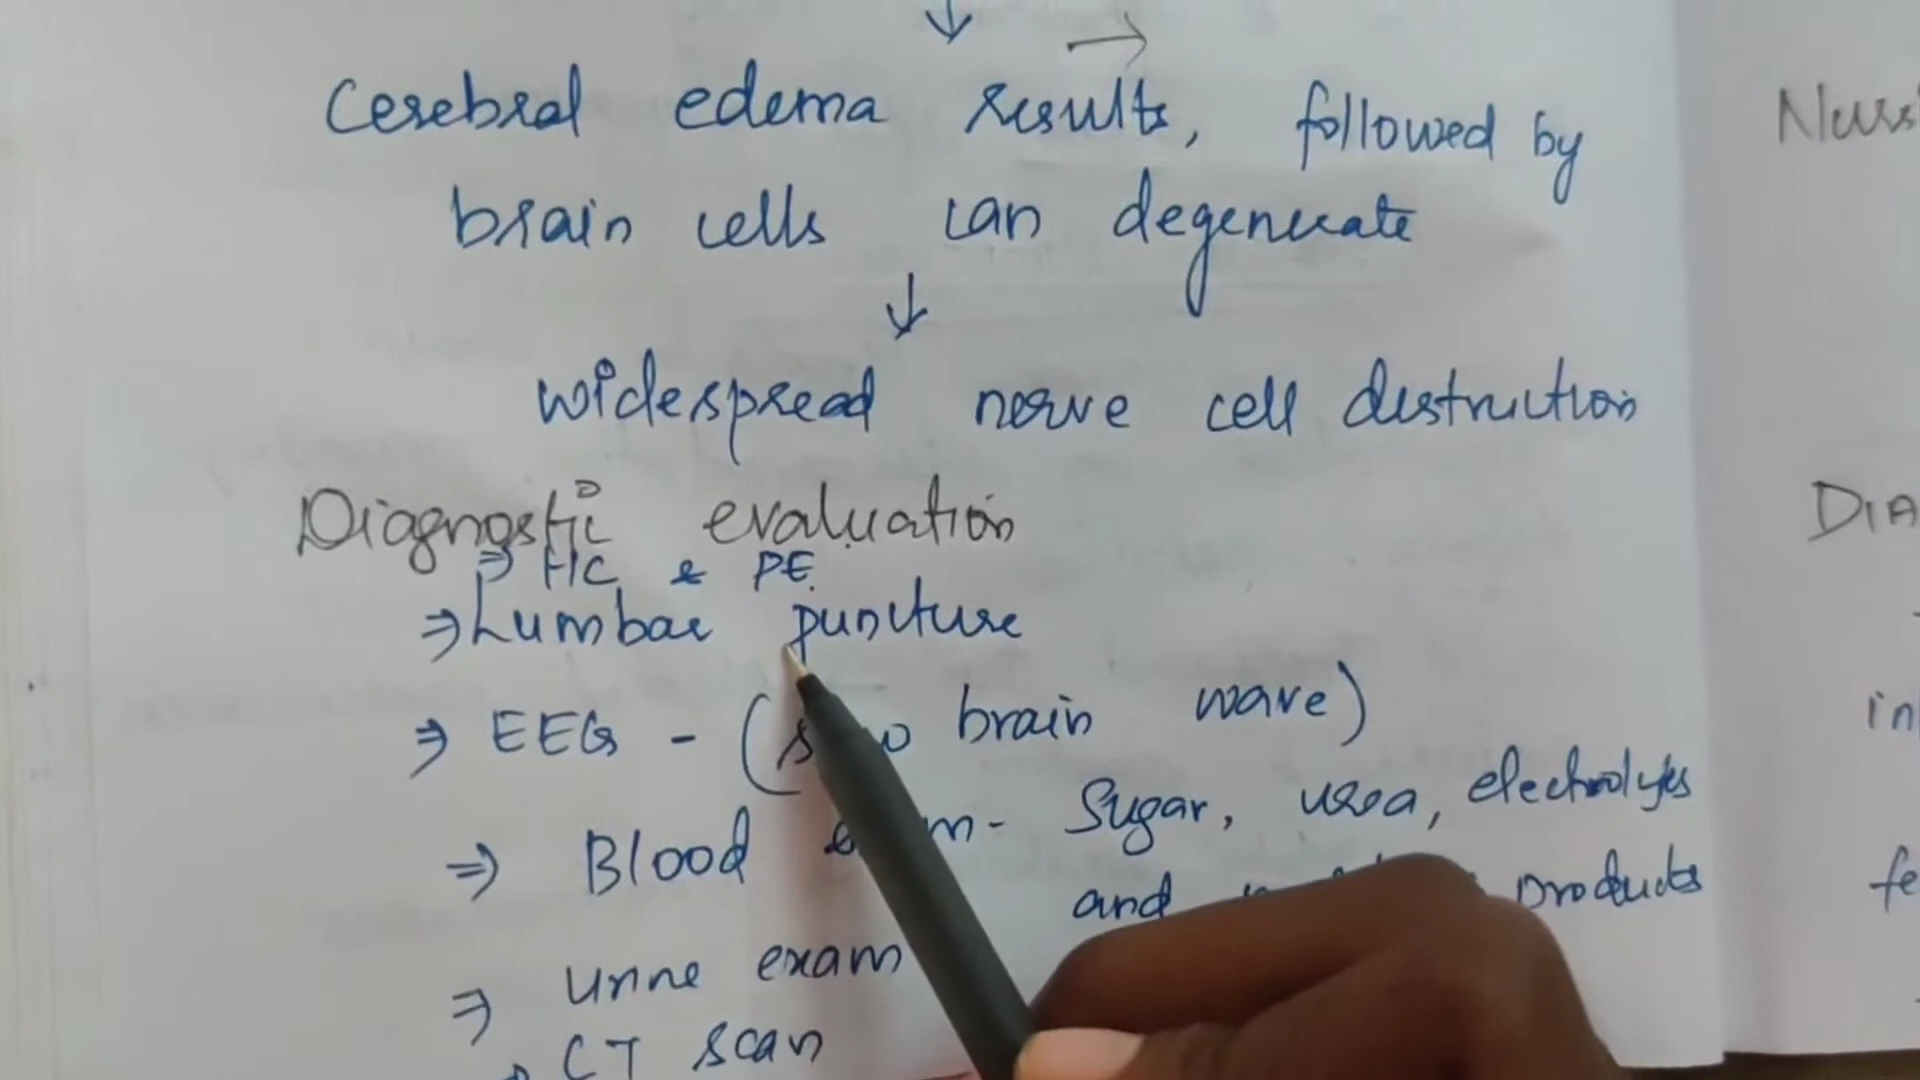 Cerebral edema results, followed by
brain cells can degenerate
widespread nerve cell destruction
Diagnostic evaluation
⇒ HC & PE
⇒ Lumbar puncture
⇒ EEG - ( brain wave)
⇒ Blood - Sugar, urea, electrolytes
and products
⇒ urine exam
⇒ CT scan
Nurs
DIA
in
fe